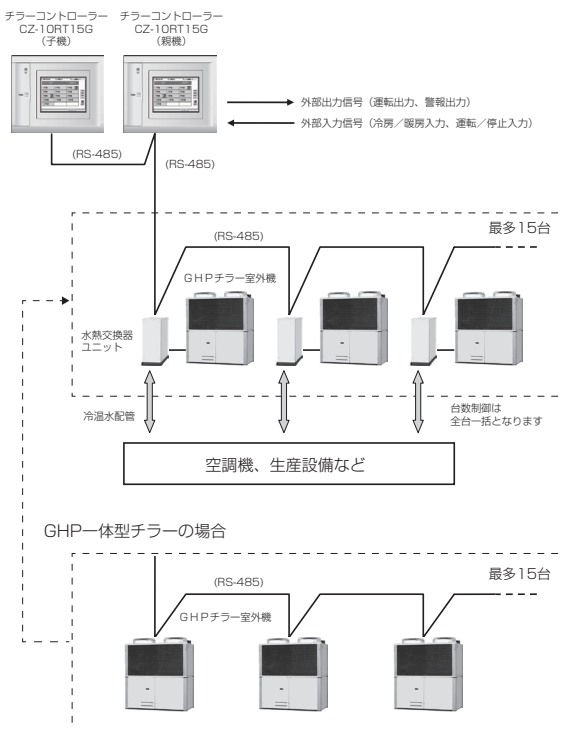 チラーコントローラー
CZ-10RT15G
（子機）
チラーコントローラー
CZ-10RT15G
（親機）
外部出力信号（運転出力、警報出力）
外部入力信号（冷房／暖房入力、運転／停止入力）
(RS-485)
(RS-485)
最多15台
(RS-485)
GHPチラー室外機
水熱交換器
ユニット
冷温水配管
台数制御は
全台一括となります
空調機、生産設備など
GHP一体型チラーの場合
最多15台
(RS-485)
GHPチラー室外機